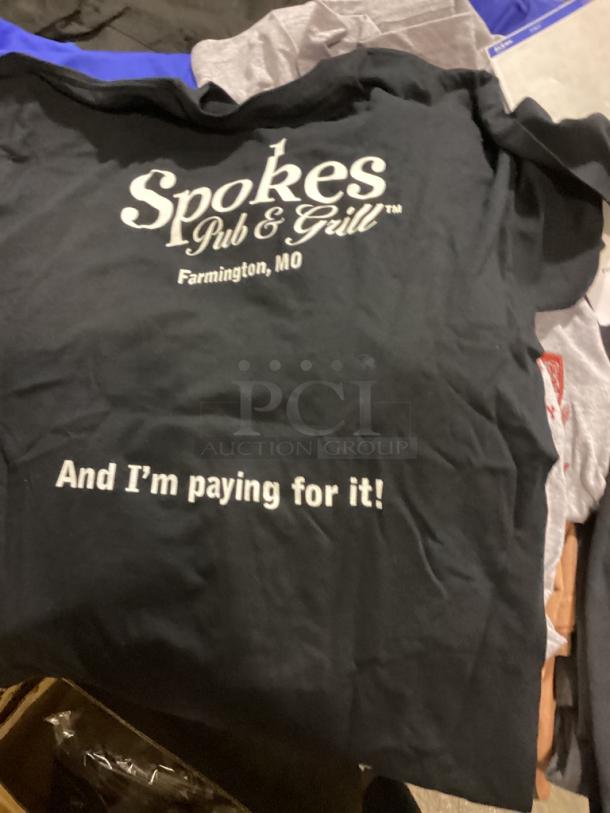 Spokes
Pub & Grill™
Farmington, MO
PCI
AUCTION GROUP
And I'm paying for it!